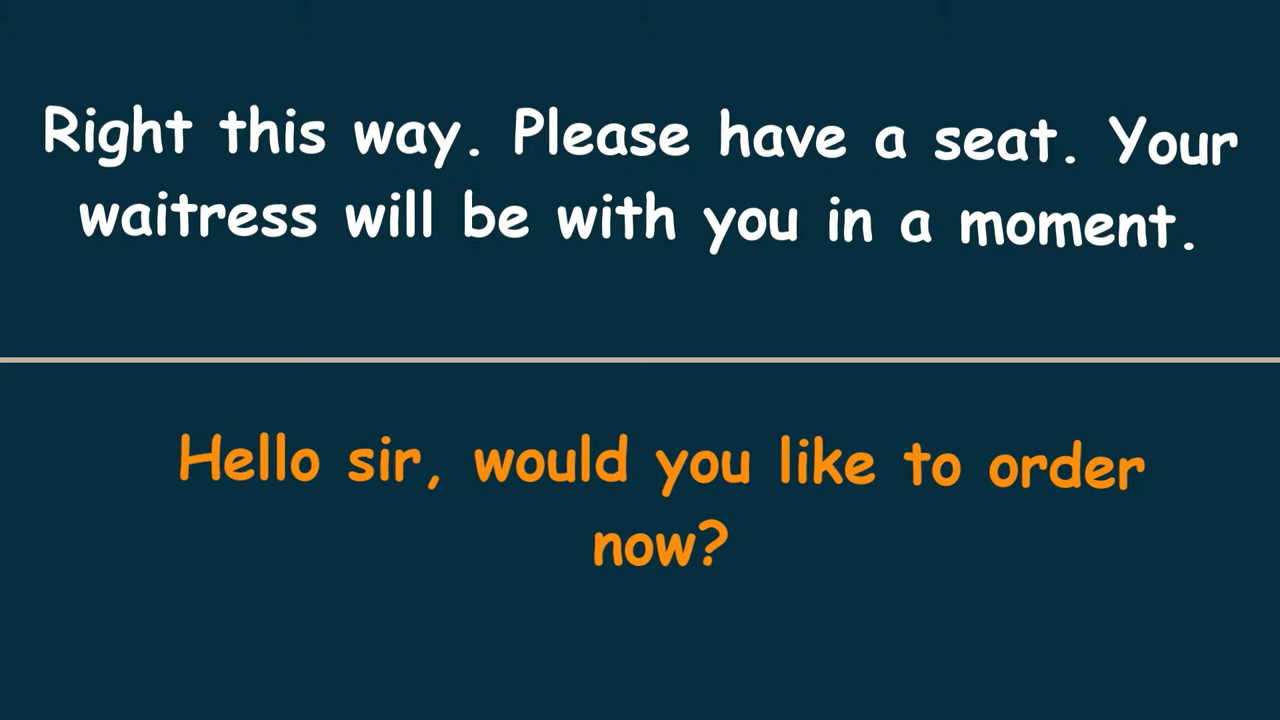 Right this way. Please have a seat. Your
waitress will be with you in a moment.
Hello sir, would you like to order
now?